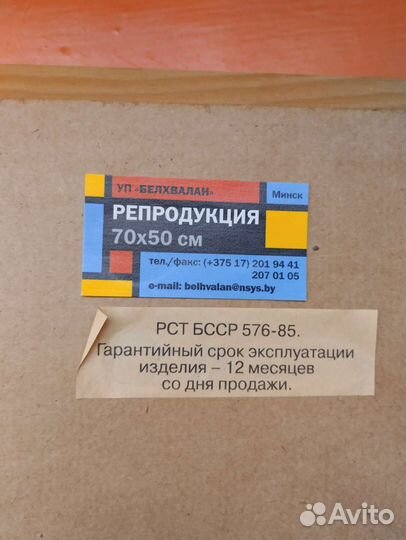 УП «БЕЛХВАЛАН»
Минск
РЕПРОДУКЦИЯ
70х50 см
тел./факс: (+375 17) 201 94 41
207 01 05
e-mail: belhvalan@nsys.by
РСТ БССР 576-85.
Гарантийный срок эксплуатации
изделия – 12 месяцев
со дня продажи.
Avito